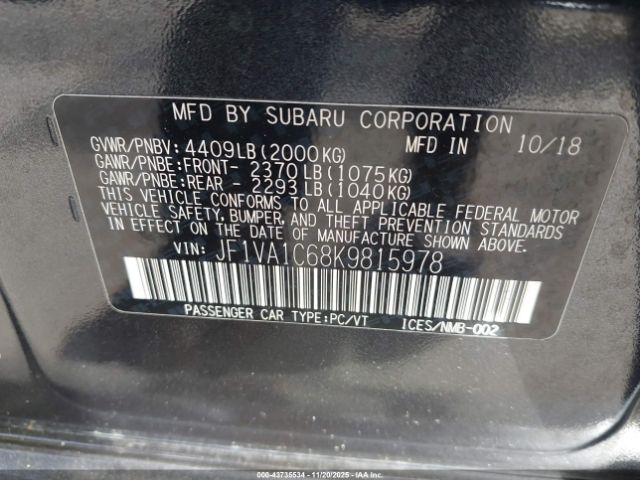 MFD BY SUBARU CORPORATION
GVWR/PNBV: 4409LB(2000KG) MFD IN 10/18
GAWR/PNBE:FRONT- 2370LB(1075KG)
GAWR/PNBE:REAR - 2293LB(1040KG)
THIS VEHICLE CONFORMS TO ALL APPLICABLE FEDERAL MOTOR
VEHICLE SAFETY, BUMPER, AND THEFT PREVENTION STANDARDS
IN EFFECT ON THE DATE OF MANUFACTURE SHOWN ABOVE.
VIN: JF1VA1C68K9815978
PASSENGER CAR TYPE:PC/VT ICES/NMB-002
000-43735534 - 11/20/2025 - IAAI.COM